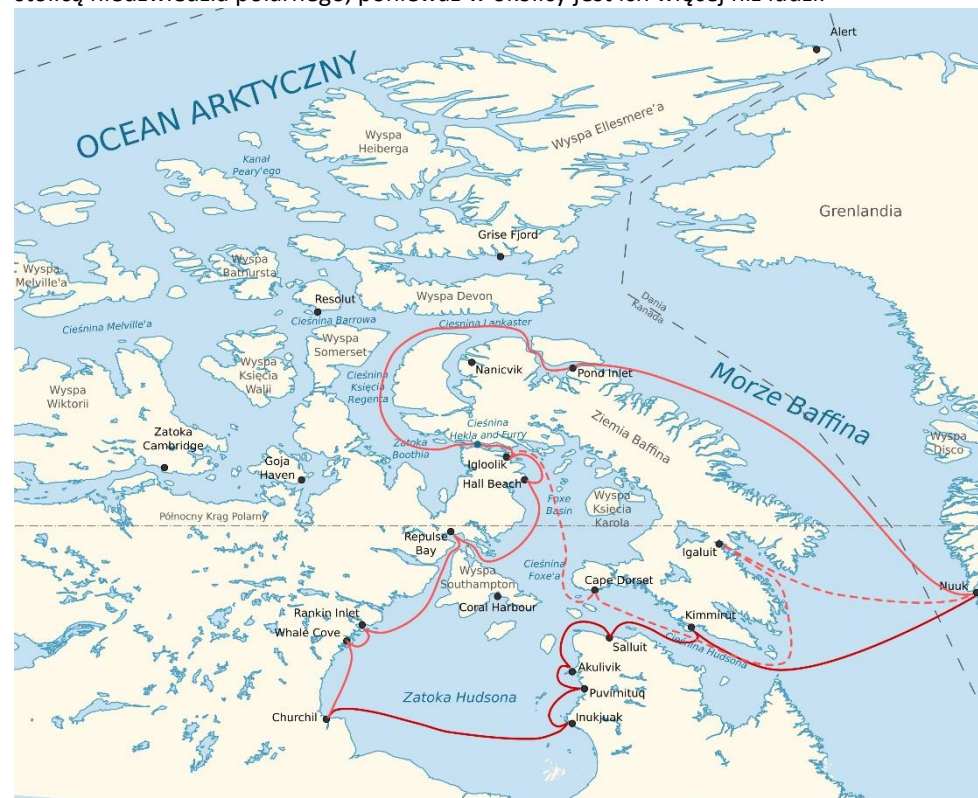 stolicą niedźwiedzia polarnego, ponieważ w okolicy jest ich więcej niż ludzi.
Alert
OCEAN ARKTYCZNY
Wyspa
Heiberga
Wyspa Ellesmere'a
Kanał
Peary'ego
Grenlandia
Grise Fjord
Wyspa
Melville'a
Wyspa
Bathursta
Resolut
Wyspa Devon
Dania
Kanada
Cieśnina Melville'a
Cieśnina Barrowa
Cieśnina Lankaster
Wyspa
Somerset
Wyspa
Księcia
Walii
Cieśnina
Księcia
Regenta
Nanicvik
Pond Inlet
Morze Baffina
Wyspa
Wiktorii
Ziemia Baffina
Wyspa
Disco
Zatoka
Cambridge
Goja
Haven
Zatoka
Boothia
Cieśnina
Hekla and Furry
Igloolik
Hall Beach
Foxe
Basin
Wyspa
Księcia
Karola
Północny Krąg Polarny
Repulse
Bay
Igaluit
Wyspa
Southampton
Cieśnina
Foxe'a
Cape Dorset
Nuuk
Coral Harbour
Rankin Inlet
Whale Cove
Kimmirut
Salluit
Cieśnina Hudsona
Akulivik
Zatoka Hudsona
Puvirnituq
Churchil
Inukjuak